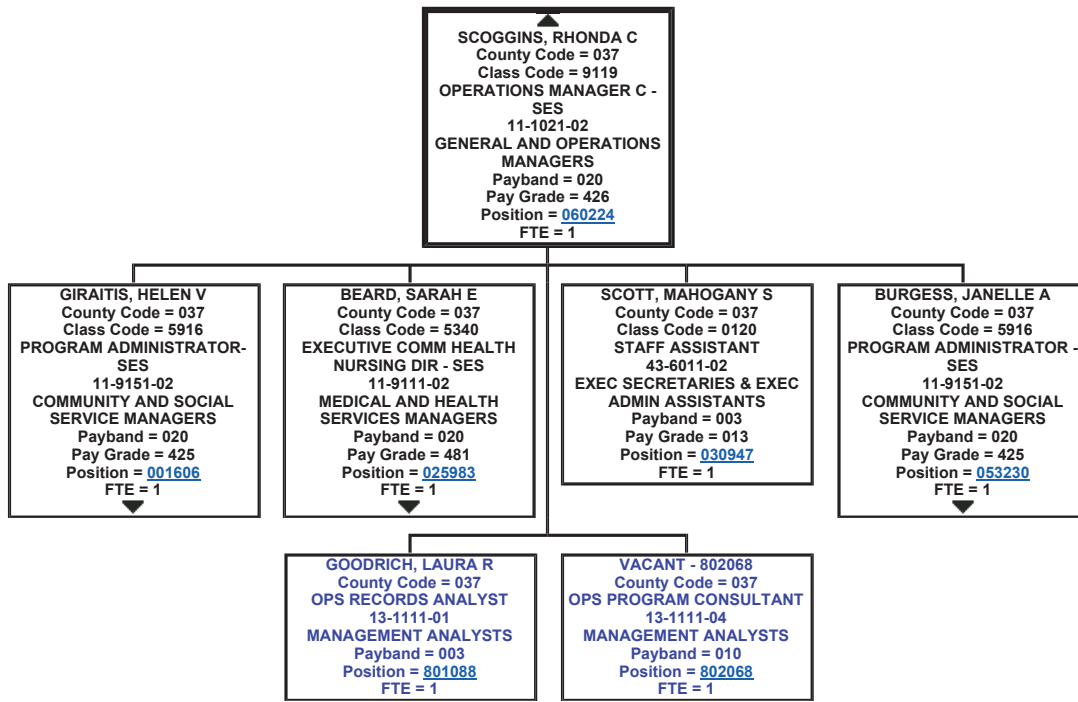 SCOGGINS, RHONDA C
County Code = 037
Class Code = 9119
OPERATIONS MANAGER C -
SES
11-1021-02
GENERAL AND OPERATIONS
MANAGERS
Payband = 020
Pay Grade = 426
Position = 060224
FTE = 1
GIRAITIS, HELEN V
County Code = 037
Class Code = 5916
PROGRAM ADMINISTRATOR-
SES
11-9151-02
COMMUNITY AND SOCIAL
SERVICE MANAGERS
Payband = 020
Pay Grade = 425
Position = 001606
FTE = 1
BEARD, SARAH E
County Code = 037
Class Code = 5340
EXECUTIVE COMM HEALTH
NURSING DIR - SES
11-9111-02
MEDICAL AND HEALTH
SERVICES MANAGERS
Payband = 020
Pay Grade = 481
Position = 025983
FTE = 1
SCOTT, MAHOGANY S
County Code = 037
Class Code = 0120
STAFF ASSISTANT
43-6011-02
EXEC SECRETARIES & EXEC
ADMIN ASSISTANTS
Payband = 003
Pay Grade = 013
Position = 030947
FTE = 1
BURGESS, JANELLE A
County Code = 037
Class Code = 5916
PROGRAM ADMINISTRATOR -
SES
11-9151-02
COMMUNITY AND SOCIAL
SERVICE MANAGERS
Payband = 020
Pay Grade = 425
Position = 053230
FTE = 1
GOODRICH, LAURA R
County Code = 037
OPS RECORDS ANALYST
13-1111-01
MANAGEMENT ANALYSTS
Payband = 003
Position = 801088
FTE = 1
VACANT - 802068
County Code = 037
OPS PROGRAM CONSULTANT
13-1111-04
MANAGEMENT ANALYSTS
Payband = 010
Position = 802068
FTE = 1